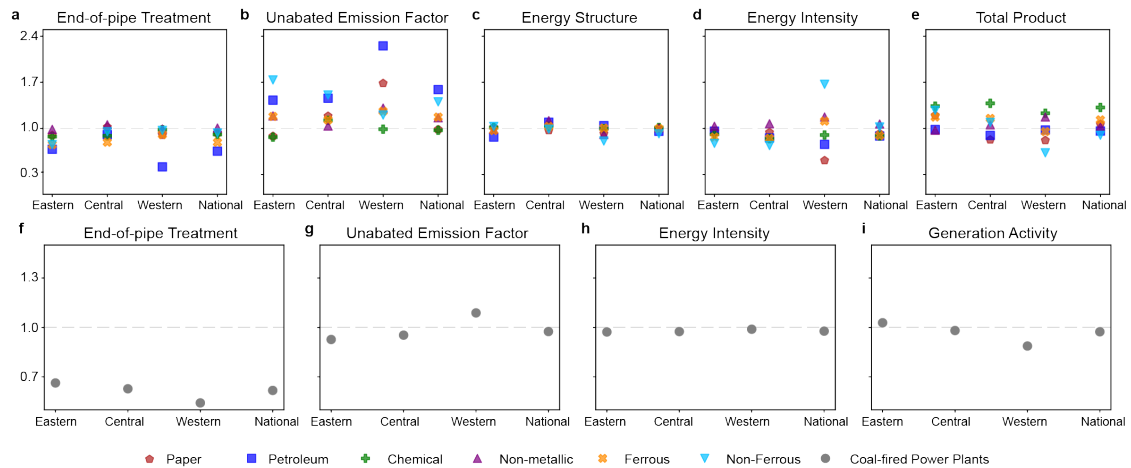 a End-of-pipe Treatment
b Unabated Emission Factor
c Energy Structure
d Energy Intensity
e Total Product
2.4
1.7
1.0
0.3
Eastern Central Western National
Eastern Central Western National
Eastern Central Western National
Eastern Central Western National
Eastern Central Western National
f End-of-pipe Treatment
g Unabated Emission Factor
h Energy Intensity
i Generation Activity
1.3
1.0
0.7
Eastern Central Western National
Eastern Central Western National
Eastern Central Western National
Eastern Central Western National
Paper Petroleum Chemical Non-metallic Ferrous Non-Ferrous Coal-fired Power Plants